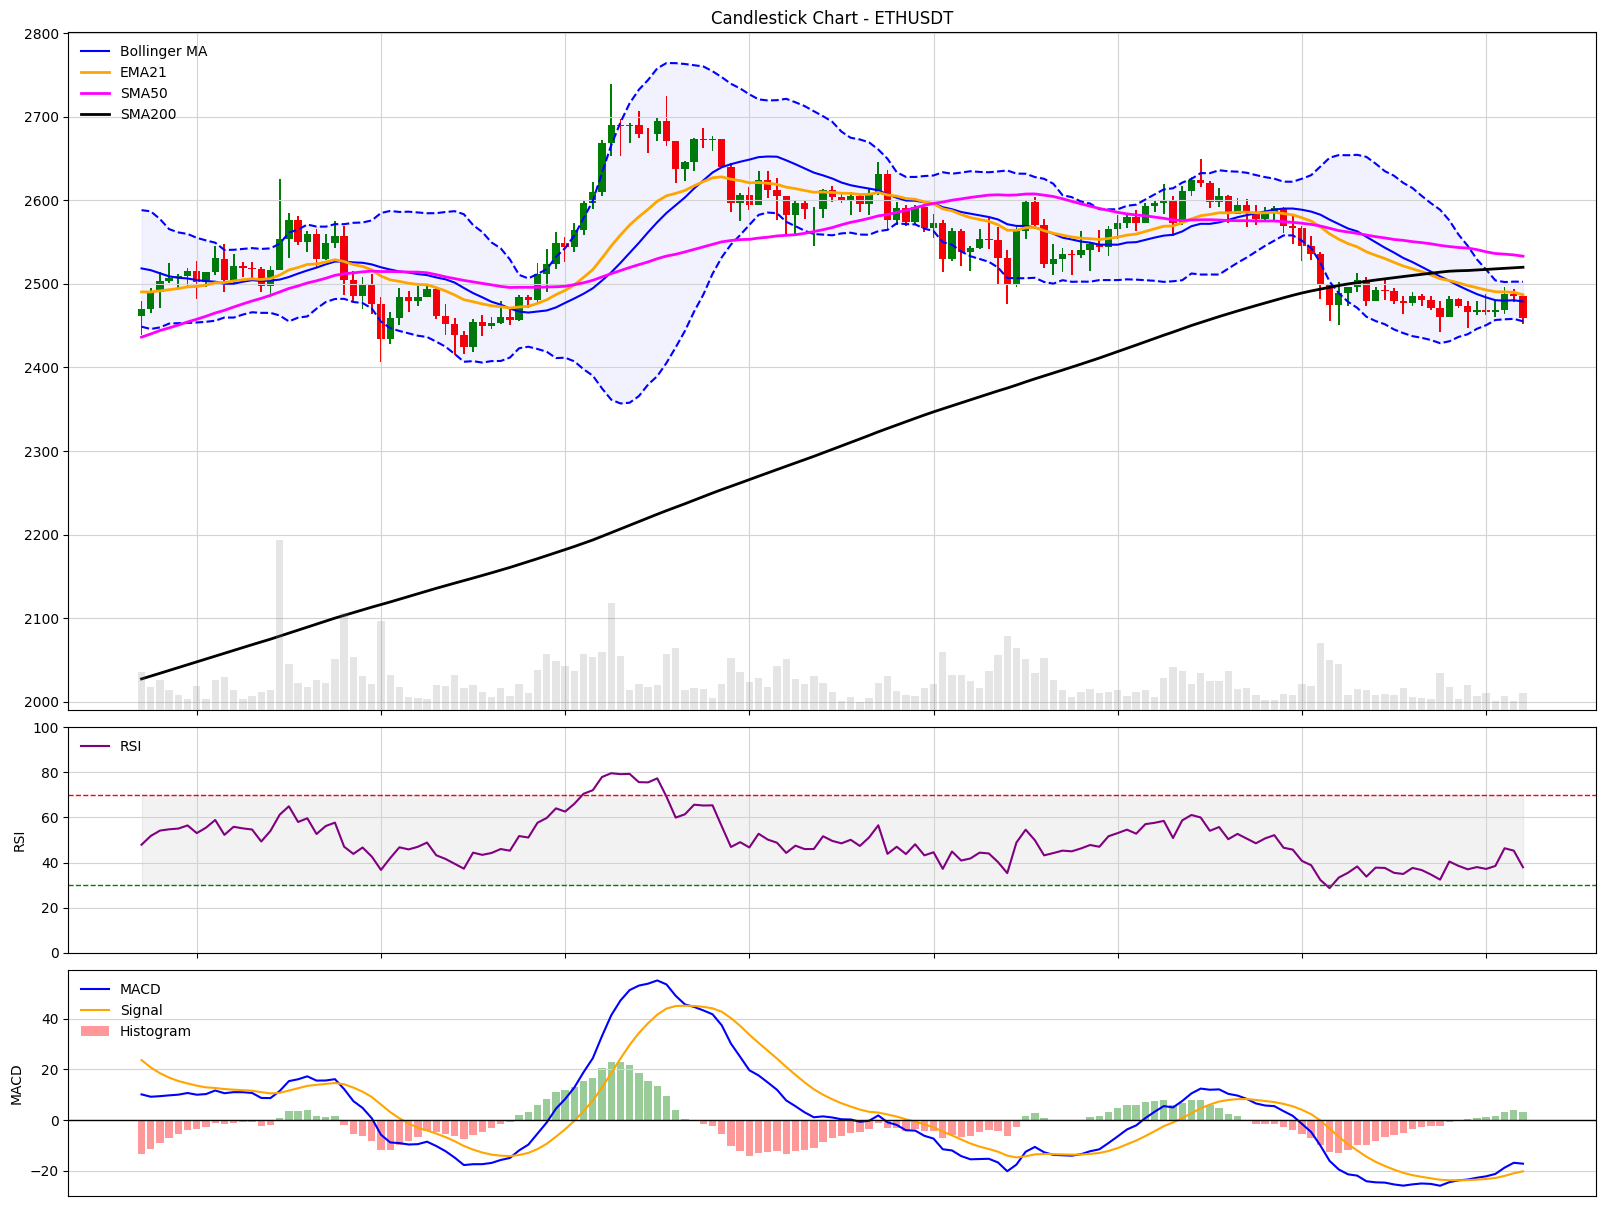 Candlestick Chart - ETHUSDT
2800
2700
2600
2500
2400
2300
2200
2100
2000
Bollinger MA
EMA21
SMA50
SMA200
100
80
60
40
20
0
RSI
RSI
40
20
0
−20
MACD
MACD
Signal
Histogram